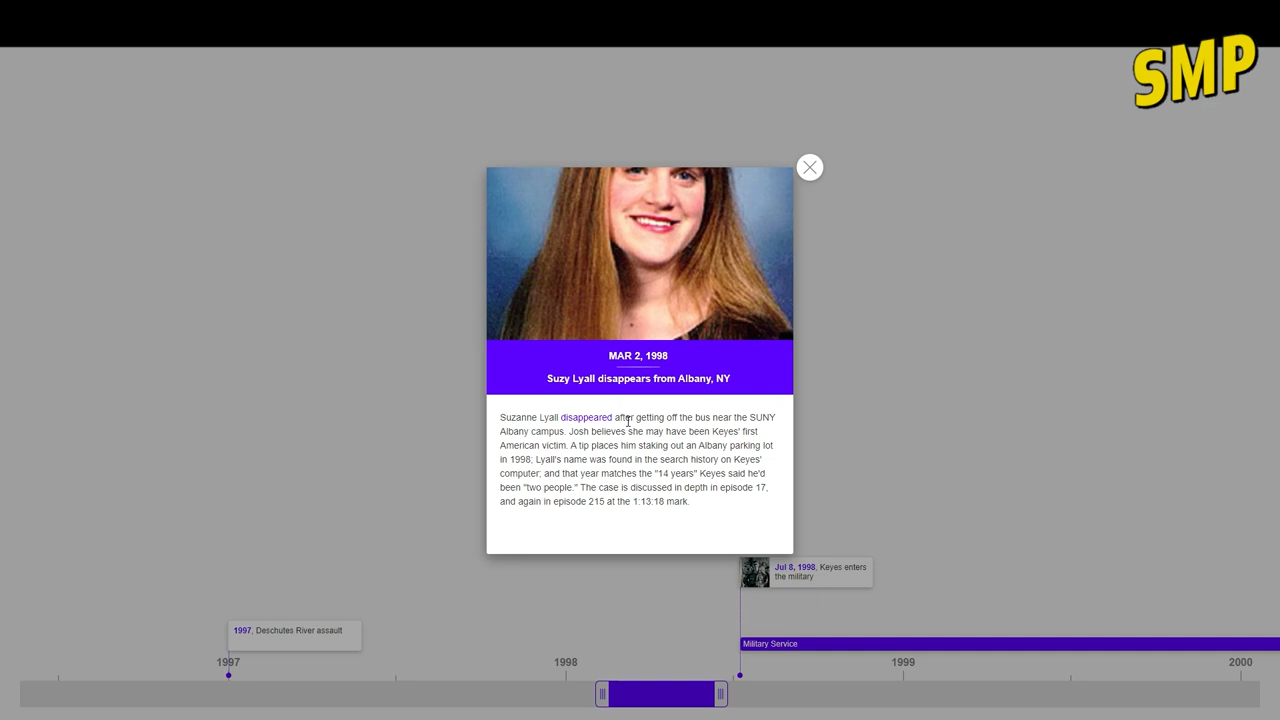 SMP
MAR 2, 1998
Suzy Lyall disappears from Albany, NY
Suzanne Lyall disappeared after getting off the bus near the SUNY
Albany campus. Josh believes she may have been Keyes' first
American victim. A tip places him staking out an Albany parking lot
in 1998; Lyall's name was found in the search history on Keyes'
computer; and that year matches the "14 years" Keyes said he'd
been "two people." The case is discussed in depth in episode 17,
and again in episode 215 at the 1:13:18 mark.
Jul 8, 1998, Keyes enters
the military
1997, Deschutes River assault
Military Service
1997
1998
1999
2000